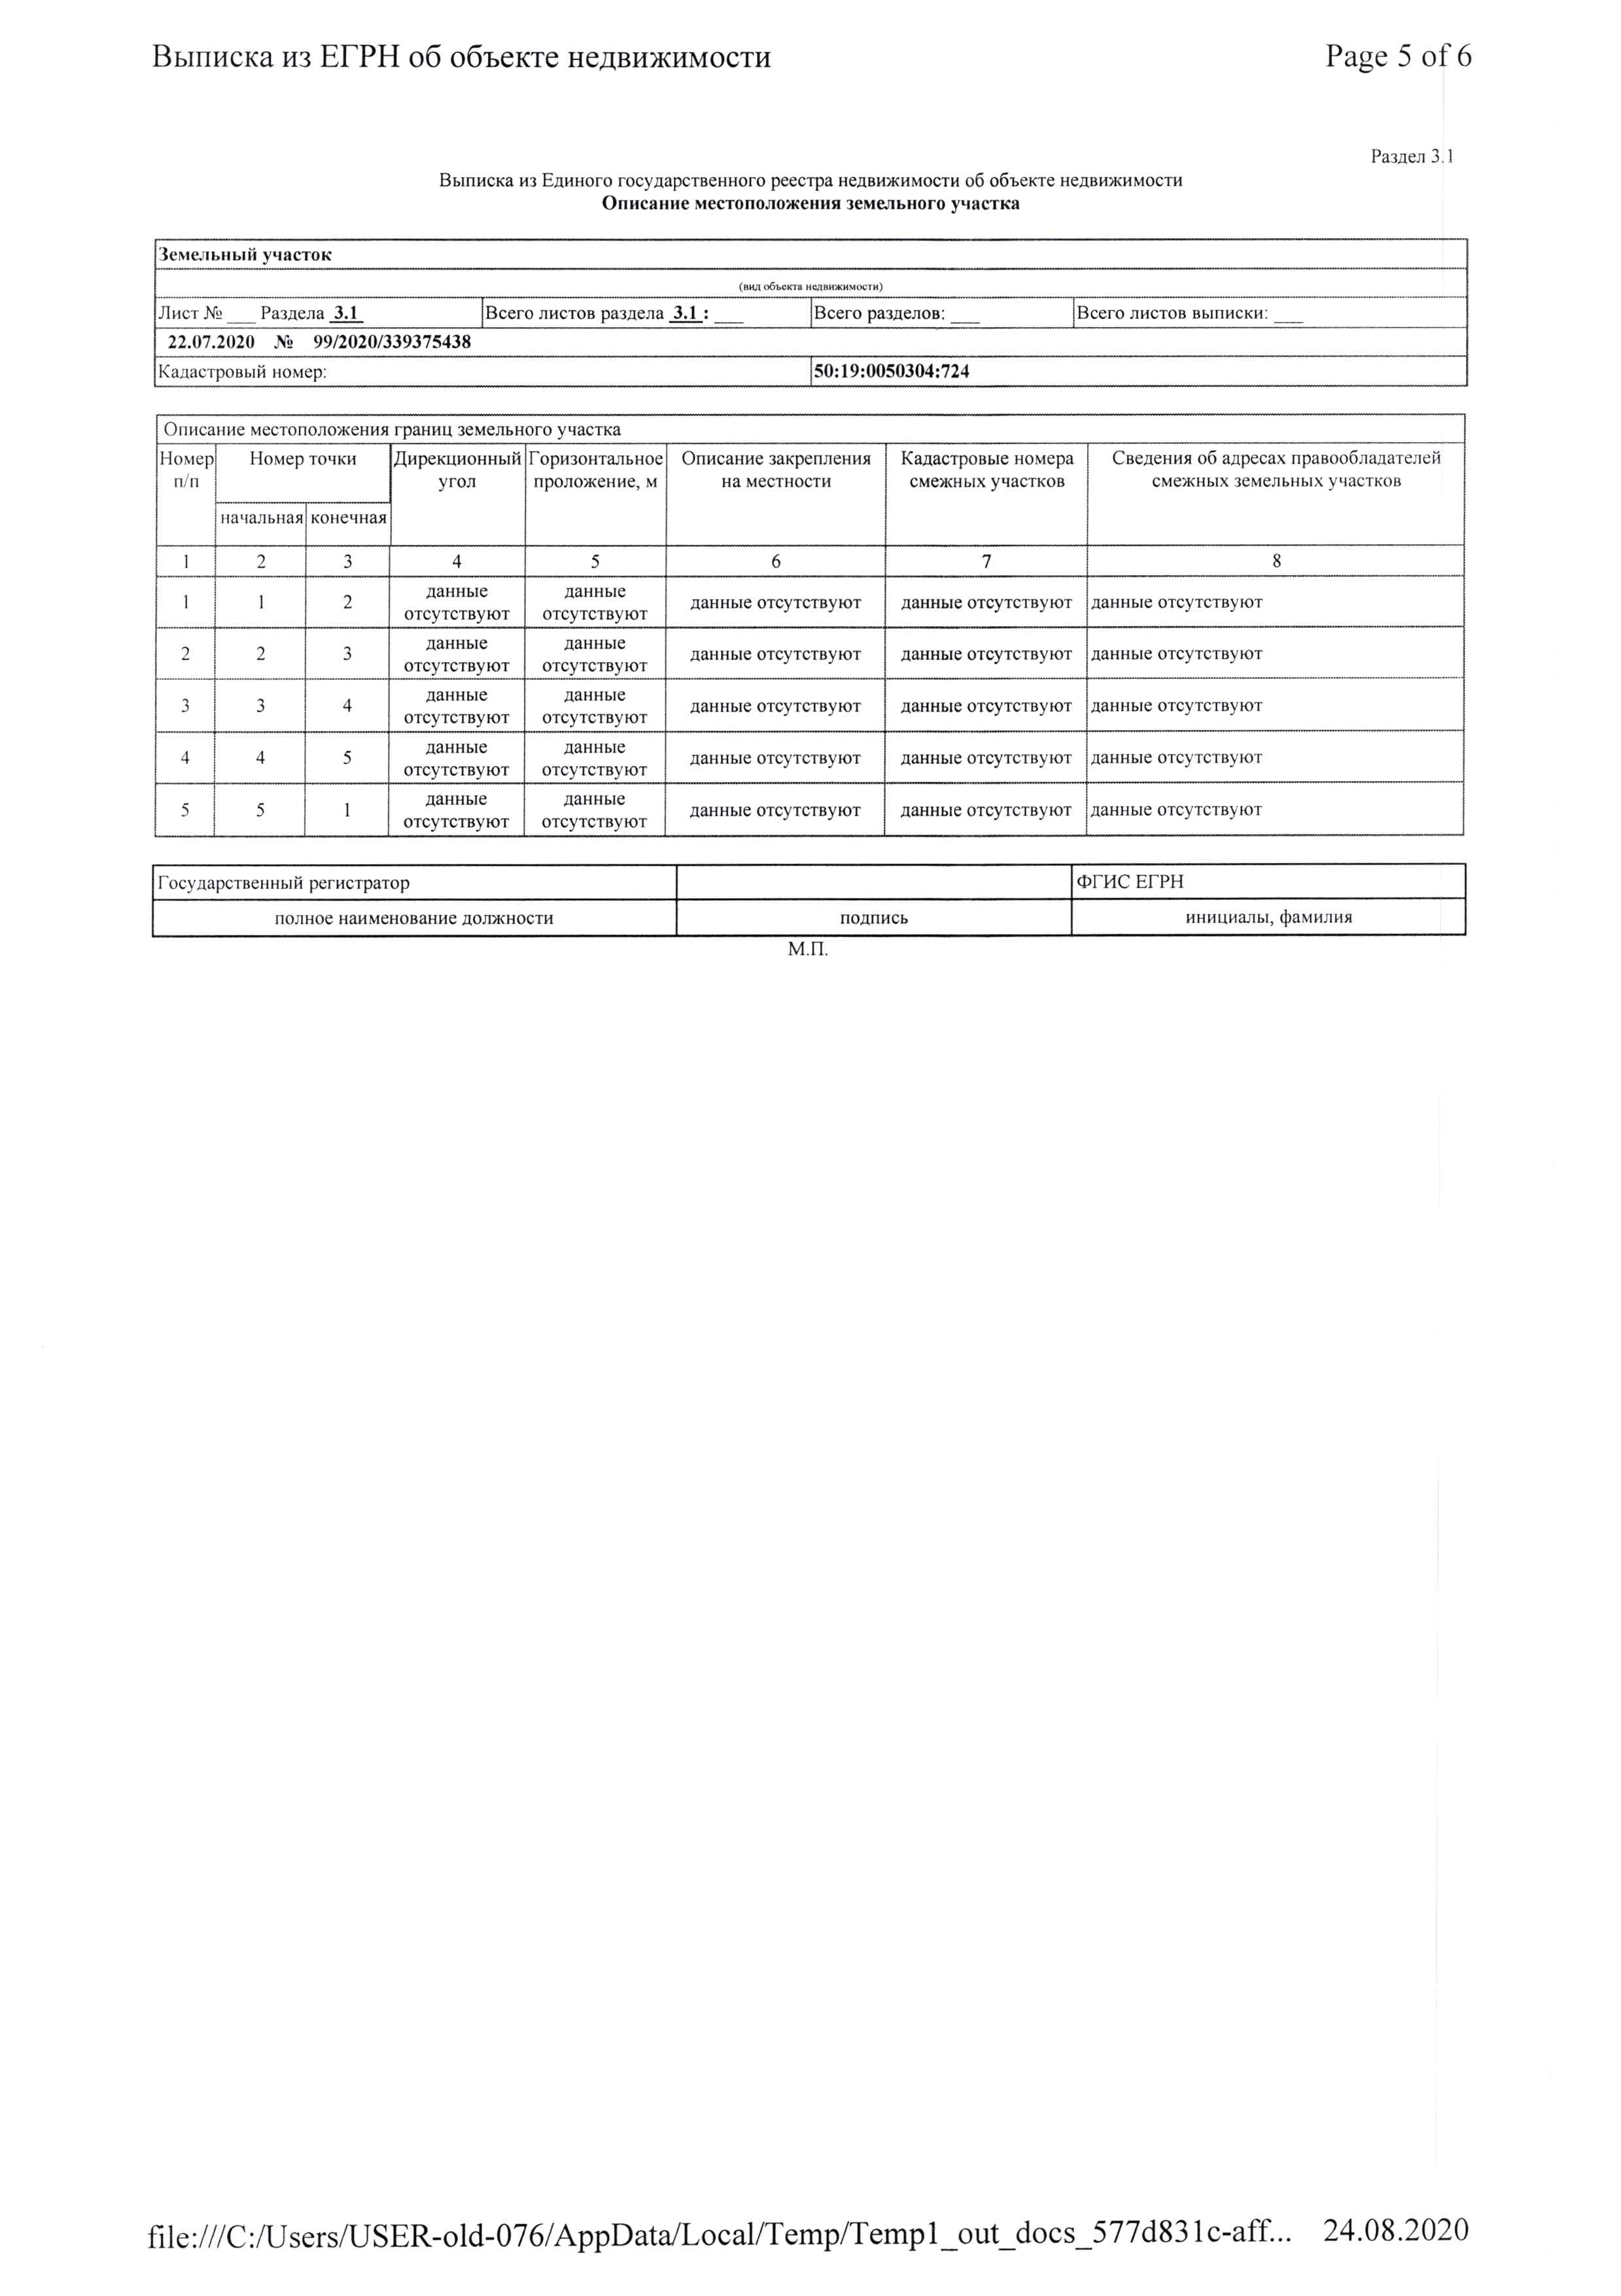 Выписка из ЕГРН об объекте недвижимости Page 5 of 6
Раздел 3.1
Выписка из Единого государственного реестра недвижимости об объекте недвижимости
Описание местоположения земельного участка
Земельный участок
(вид объекта недвижимости)
Лист № ___ Раздела 3.1 Всего листов раздела 3.1 : ___ Всего разделов: ___ Всего листов выписки: ___
22.07.2020 № 99/2020/339375438
Кадастровый номер: 50:19:0050304:724
Описание местоположения границ земельного участка
Номер Номер точки Дирекционный Горизонтальное Описание закрепления Кадастровые номера Сведения об адресах правообладателей
п/п угол проложение, м на местности смежных участков смежных земельных участков
начальная конечная
1 2 3 4 5 6 7 8
данные данные
1 1 2 данные отсутствуют данные отсутствуют данные отсутствуют
отсутствуют отсутствуют
данные данные
2 2 3 данные отсутствуют данные отсутствуют данные отсутствуют
отсутствуют отсутствуют
данные данные
3 3 4 данные отсутствуют данные отсутствуют данные отсутствуют
отсутствуют отсутствуют
данные данные
4 4 5 данные отсутствуют данные отсутствуют данные отсутствуют
отсутствуют отсутствуют
данные данные
5 5 1 данные отсутствуют данные отсутствуют данные отсутствуют
отсутствуют отсутствуют
Государственный регистратор ФГИС ЕГРН
полное наименование должности подпись инициалы, фамилия
М.П.
file:///C:/Users/USER-old-076/AppData/Local/Temp/Temp1_out_docs_577d831c-aff... 24.08.2020